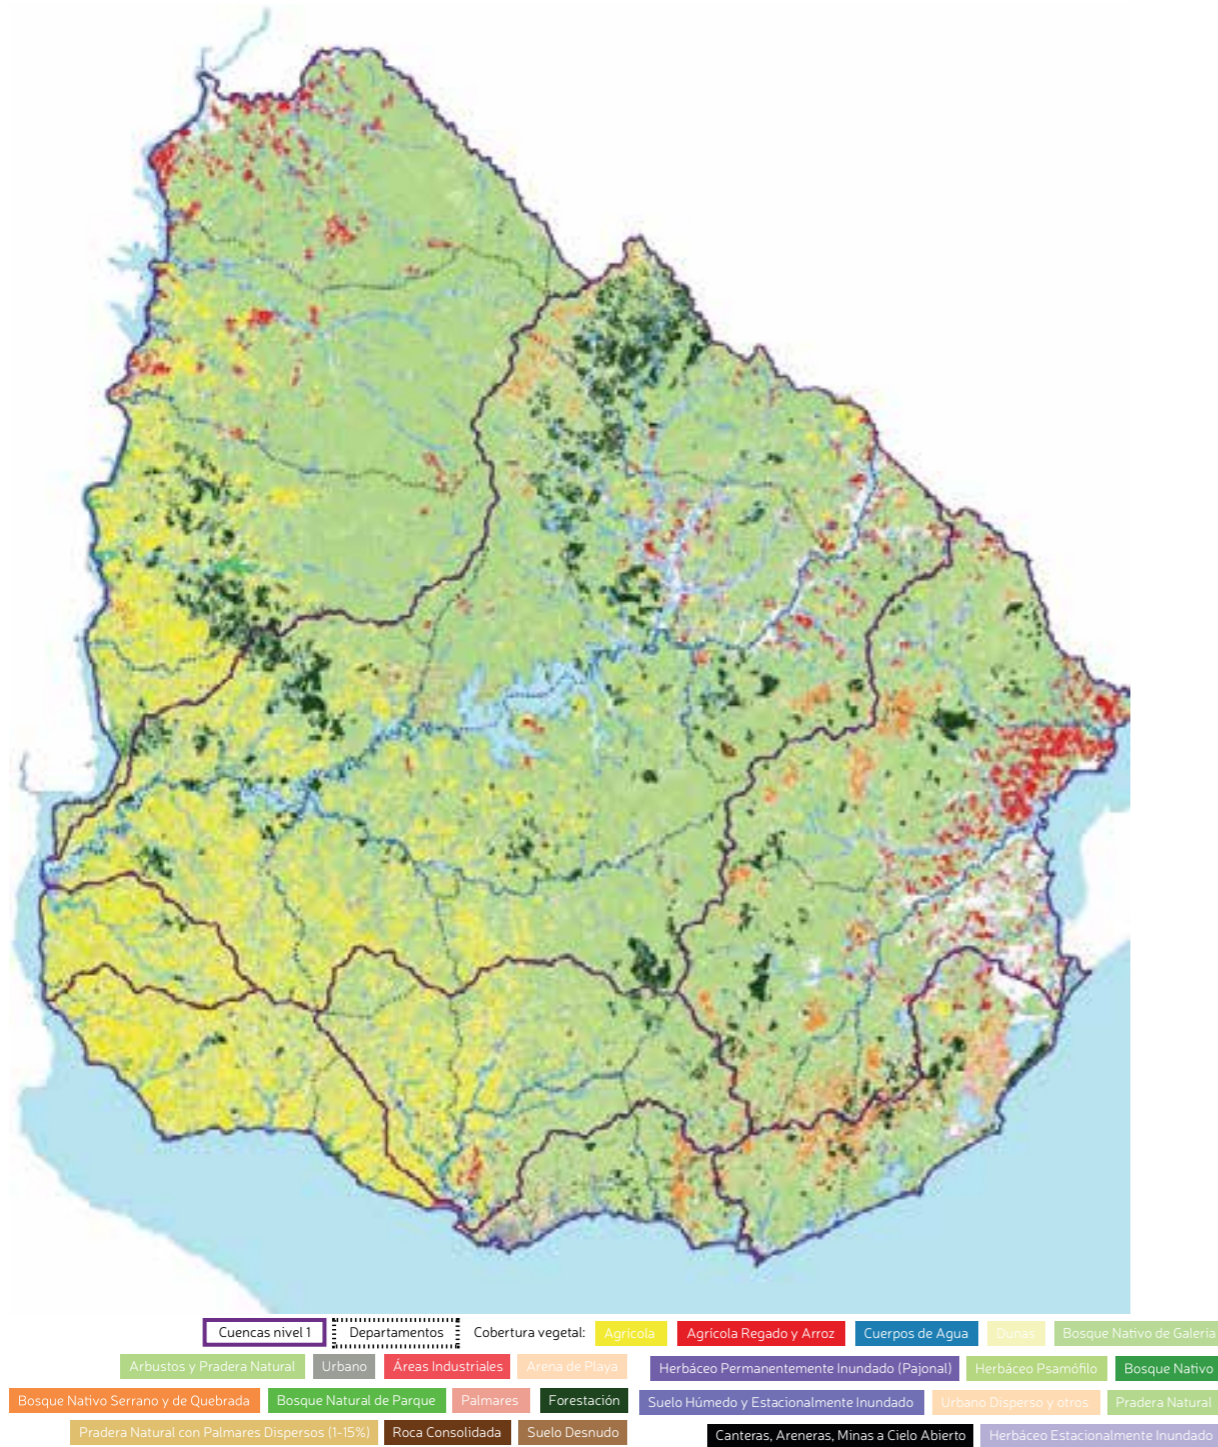 Cuencas nivel 1 Departamentos Cobertura vegetal: Agrícola Agrícola Regado y Arroz Cuerpos de Agua Dunas Bosque Nativo de Galería
Arbustos y Pradera Natural Urbano Áreas Industriales Arena de Playa Herbáceo Permanentemente Inundado (Pajonal) Herbáceo Psamófilo Bosque Nativo
Bosque Nativo Serrano y de Quebrada Bosque Natural de Parque Palmares Forestación Suelo Húmedo y Estacionalmente Inundado Urbano Disperso y otros Pradera Natural
Pradera Natural con Palmares Dispersos (1-15%) Roca Consolidada Suelo Desnudo Canteras, Areneras, Minas a Cielo Abierto Herbáceo Estacionalmente Inundado